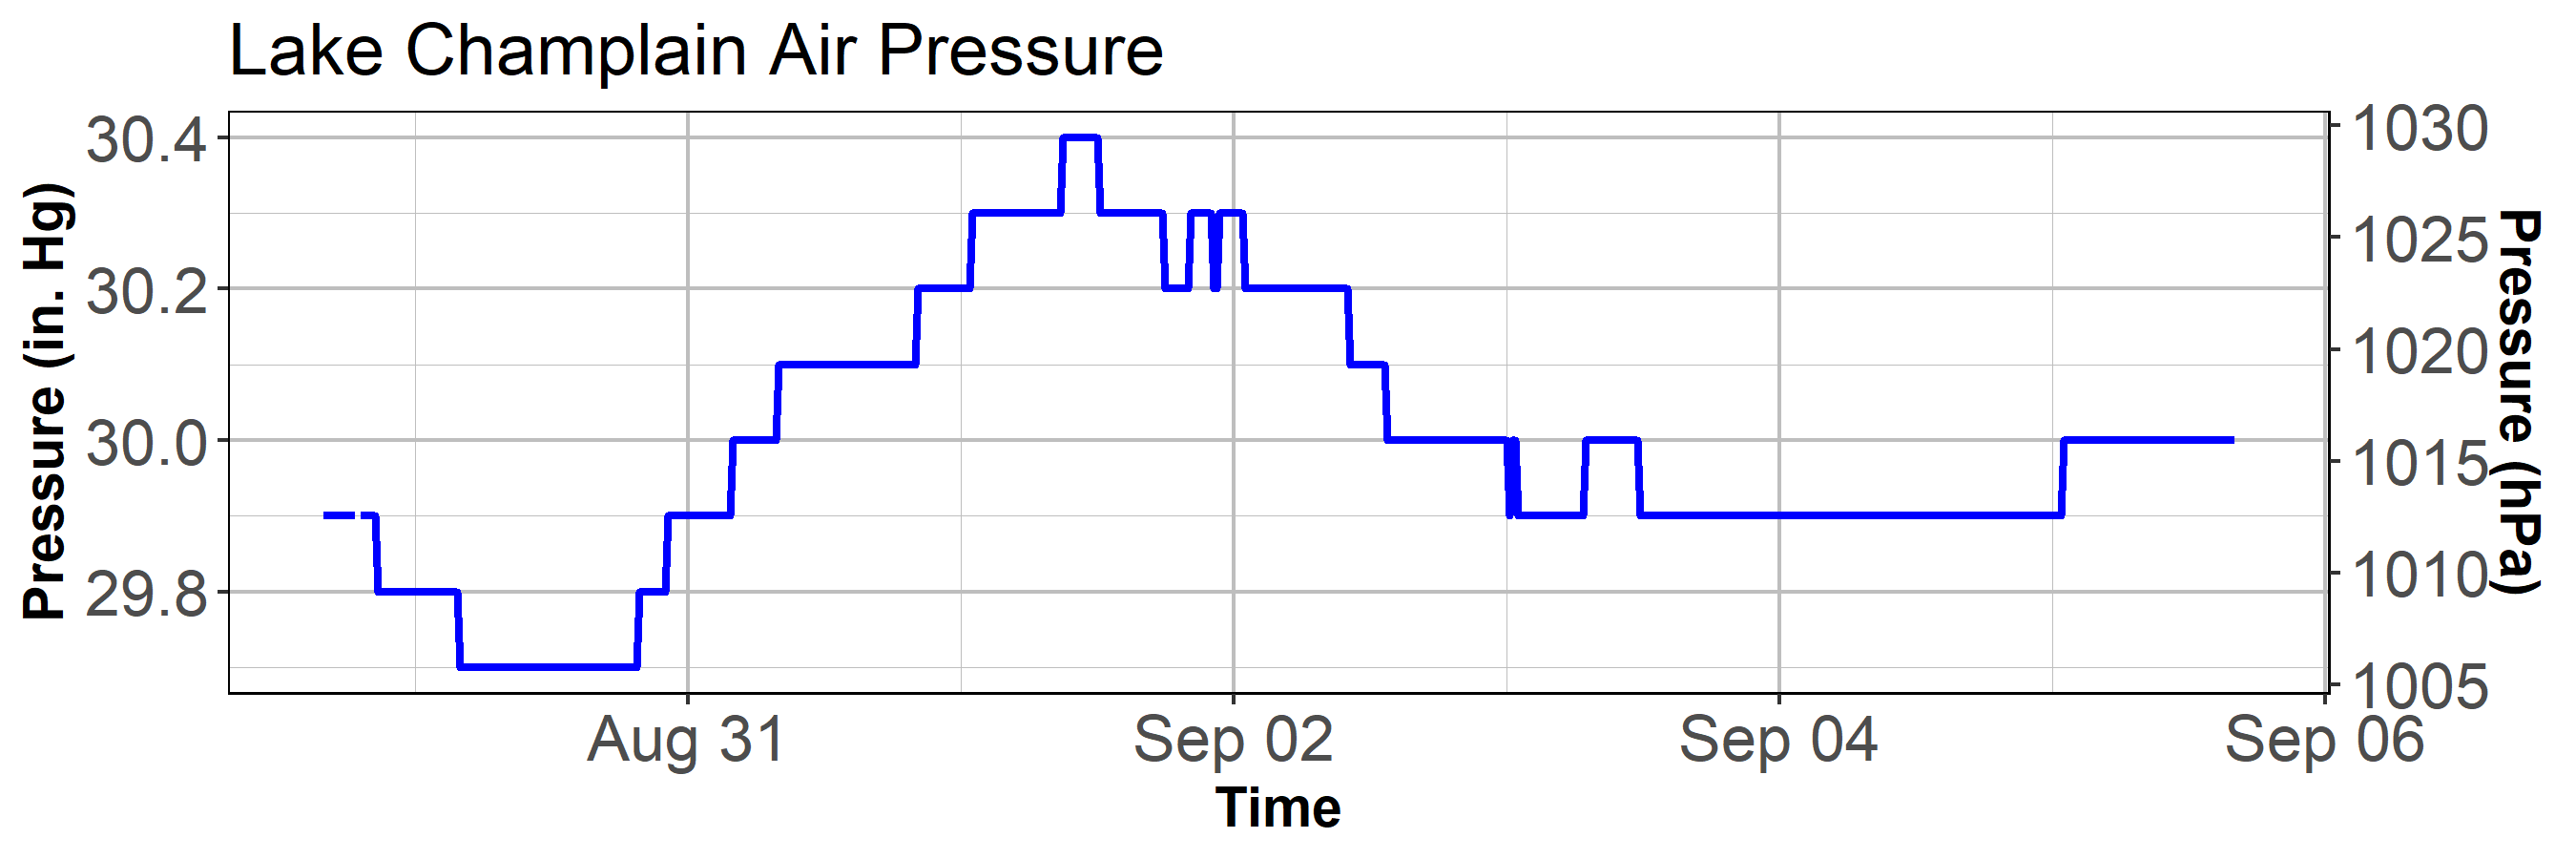 Lake Champlain Air Pressure
Pressure (in. Hg)
30.4
30.2
30.0
29.8
1030
1025
1020
1015
1010
1005
Pressure (hPa)
Aug 31
Sep 02
Sep 04
Sep 06
Time